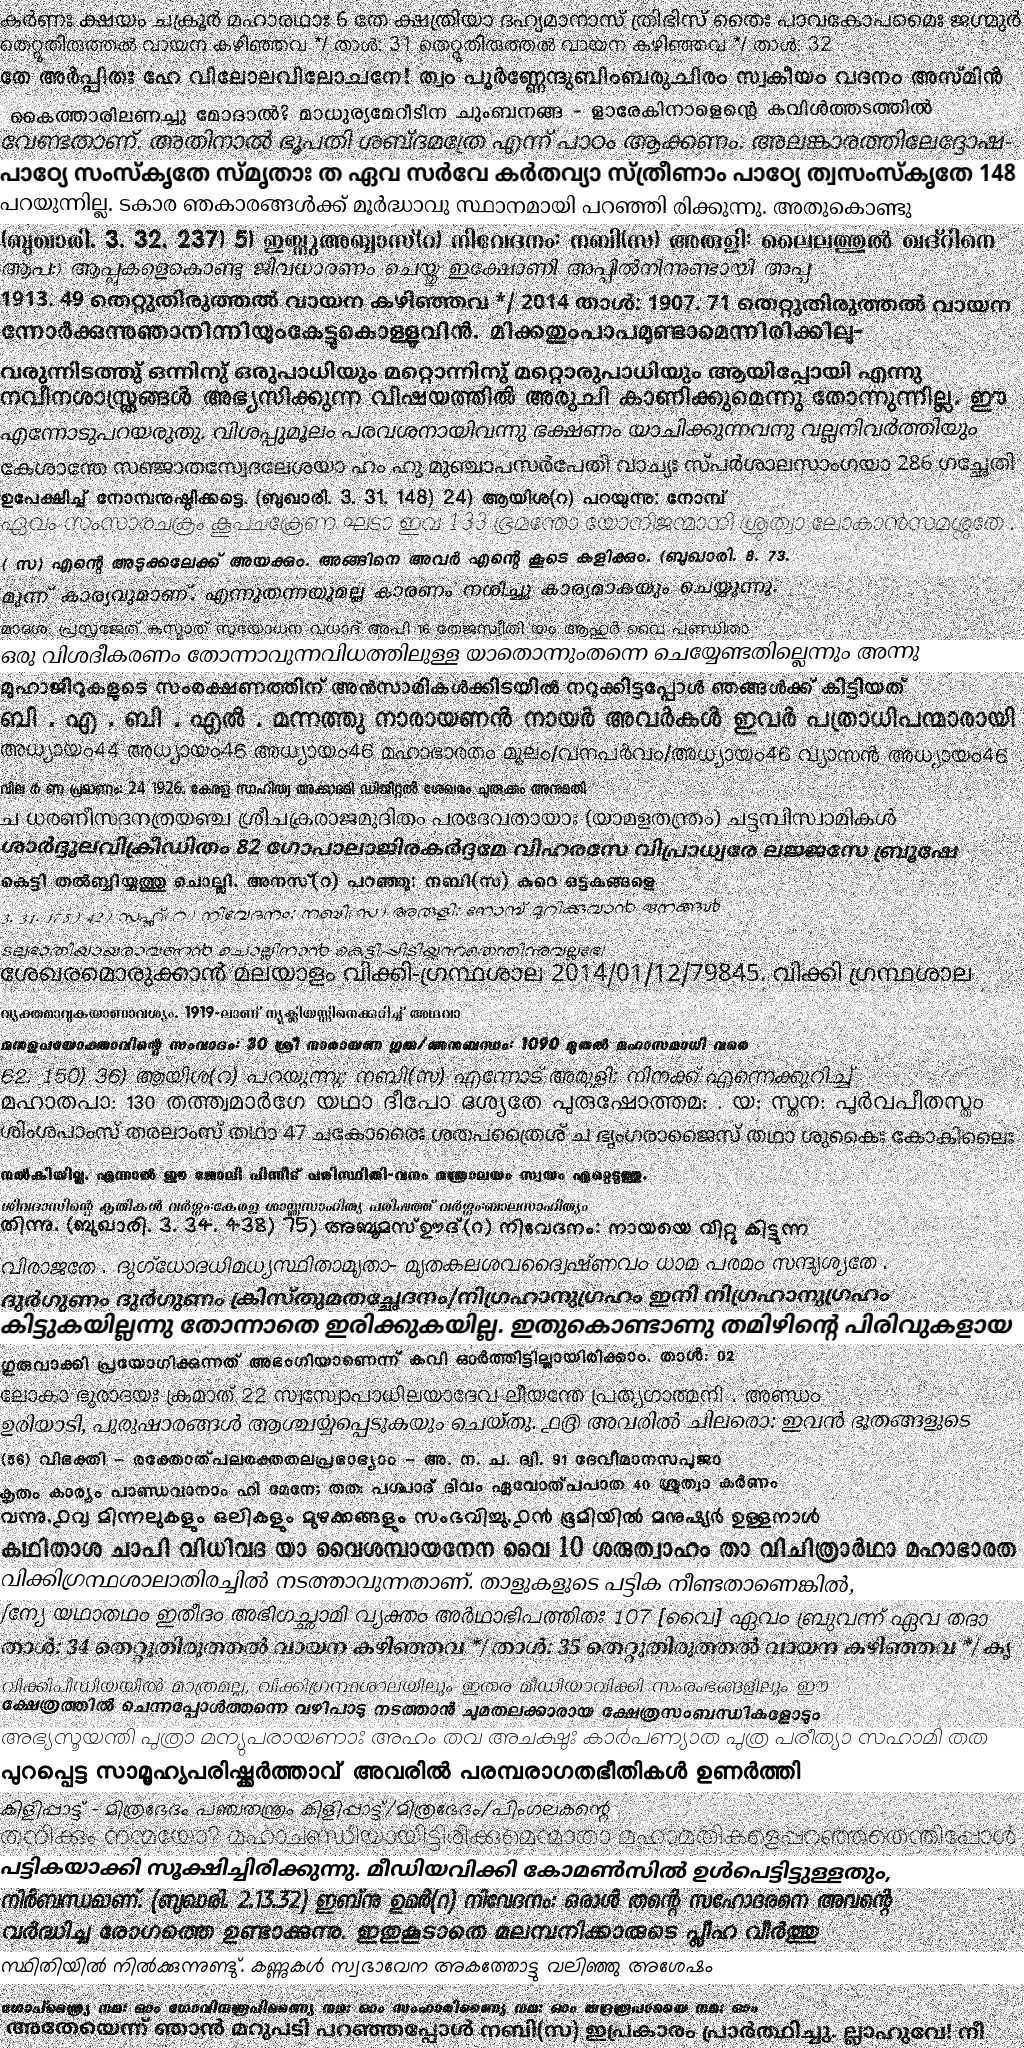 കർണഃ ക്ഷയം ചക്രൂർ മഹാരഥാഃ 6 തേ ക്ഷത്രിയാ ദഹ്യമാനാസ് ത്രിഭിസ് തൈഃ പാവകോപമൈഃ ജഗ്മുർ
തെറ്റുതിരുത്തൽ വായന കഴിഞ്ഞവ */ താൾ: 31 തെറ്റുതിരുത്തൽ വായന കഴിഞ്ഞവ */ താൾ: 32
തേ അർപ്പിതഃ ഹേ വിലോലവിലോചനേ! ത്വം പൂർണ്ണേന്ദുബിംബരുചിരം സ്വകീയം വദനം അസ്മിൻ
കൈത്താരിലണച്ചു മോദാൽ? മാധുര്യമേറീടിന ചുംബനങ്ങ - ളാരേകിനാളെന്റെ കവിൾത്തടത്തിൽ
വേണ്ടതാണ്. അതിനാൽ ഭൂപതി ശബ്ദമത്രേ എന്ന് പാഠം ആക്കണം. അലങ്കാരത്തിലേദ്ദോഷ-
പാഠ്യേ സംസ്കൃതേ സ്മൃതാഃ ത ഏവ സർവേ കർതവ്യാ സ്ത്രീണാം പാഠ്യേ ത്വസംസ്കൃതേ 148
പറയുന്നില്ല. ടകാര ഞകാരങ്ങൾക്ക് മൂർദ്ധാവു സ്ഥാനമായി പറഞ്ഞി രിക്കുന്നു. അതുകൊണ്ടു
(ബുഖാരി. 3. 32. 237) 5) ഇബ്നുഅബ്ബാസ്(റ) നിവേദനം: നബി(സ) അരുളി: ലൈലത്തുൽ ഖദ്റിനെ
ആപഃ) ആപ്പുകളെകൊണ്ടു ജീവധാരണം ചെയ്തു ഇക്ഷോണി അപ്പിൽനിന്നുണ്ടായി അപ്പു
1913. 49 തെറ്റുതിരുത്തൽ വായന കഴിഞ്ഞവ */ 2014 താൾ: 1907. 71 തെറ്റുതിരുത്തൽ വായന
ന്നോർക്കുന്നുഞാനിന്നിയുംകേട്ടുകൊള്ളുവിൻ. മിക്കതുംപാപമുണ്ടാമെന്നിരിക്കിലു-
വരുന്നിടത്തു് ഒന്നിനു് ഒരുപാധിയും മറ്റൊന്നിനു് മറ്റൊരുപാധിയും ആയിപ്പോയി എന്നു
നവീനശാസ്ത്രങ്ങൾ അഭ്യസിക്കുന്ന വിഷയത്തിൽ അരുചി കാണിക്കുമെന്നു തോന്നുന്നില്ല. ഈ
എന്നോടുപറയരുതു. വിശപ്പുമൂലം പരവശനായിവന്നു ഭക്ഷണം യാചിക്കുന്നവനു വല്ലനിവർത്തിയും
കേശാന്തേ സഞ്ജാതസ്വേദലേശയാ ഹം ഹു മുഞ്ചാപസർപേതി വാച്യഃ സ്പർശാലസാംഗയാ 286 ഗച്ഛേതി
ഉപേക്ഷിച്ച് നോമ്പനുഷ്ഠിക്കട്ടെ. (ബുഖാരി. 3. 31. 148) 24) ആയിശ(റ) പറയുന്നു: നോമ്പ്
ഏവം സംസാരചക്രം കൂപചക്രേണ ഘടാ ഇവ 133 ഭ്രമന്തോ യോനിജന്മാനി ശ്രുത്വാ ലോകാൻസമശ്നുതേ .
( സ) എന്റെ അടുക്കലേക്ക് അയക്കും. അങ്ങിനെ അവർ എന്റെ കൂടെ കളിക്കും. (ബുഖാരി. 8. 73.
മുന്ന് കാര്യവുമാണ്. എന്നുതന്നയുമല്ല കാരണം നശിച്ചു കാര്യമാകയും ചെയ്യുന്നു.
മാദൃശഃ പ്രസജ്ജേത് കസ്മാത് സുയോധന വധാദ് അപി 16 തേജസ്വീതി യം ആഹുർ വൈ പണ്ഡിതാ
ഒരു വിശദീകരണം തോന്നാവുന്നവിധത്തിലുള്ള യാതൊന്നുംതന്നെ ചെയ്യേണ്ടതില്ലെന്നും അന്നു
മുഹാജിറുകളുടെ സംരക്ഷണത്തിന് അൻസാരികൾക്കിടയിൽ നറുക്കിട്ടപ്പോൾ ഞങ്ങൾക്ക് കിട്ടിയത്
ബി . എ . ബി . എൽ . മന്നത്തു നാരായണൻ നായർ അവർകൾ ഇവർ പത്രാധിപന്മാരായി
അധ്യായം44 അധ്യായം46 അധ്യായം46 മഹാഭാരതം മൂലം/വനപർവം/അധ്യായം46 വ്യാസൻ അധ്യായം46
വില ർ ണ പ്രമാണം: 24 1926. കേരള സാഹിത്യ അക്കാദമി ഡിജിറ്റൽ ശേഖരം ചുരുക്കം അനുമതി
ച ധരണീസദനത്രയഞ്ച ശ്രീചക്രരാജമുദിതം പരദേവതായാഃ (യാമളതന്ത്രം) ചട്ടമ്പിസ്വാമികൾ
ശാർദ്ദൂലവിക്രീഡിതം 82 ഗോപാലാജിരകർദ്ദമേ വിഹരസേ വിപ്രാധ്വരേ ലജ്ജസേ ബ്രൂഷേ
കെട്ടി തൽബ്ബിയ്യത്തു ചൊല്ലി. അനസ്(റ) പറഞ്ഞു: നബി(സ) കുറെ ഒട്ടകങ്ങളെ
3. 31. 175) 42) സഹ്ല്(റ) നിവേദനം: നബി(സ) അരുളി: നോമ്പ് മുറിക്കുവാൻ ജനങ്ങൾ
ശേഖരമൊരുക്കാൻ മലയാളം വിക്കി-ഗ്രന്ഥശാല 2014/01/12/79845. വിക്കി ഗ്രന്ഥശാല
വ്യക്തമാവുകയാണാവശ്യം. 1919-ലാണ് ന്യൂക്ലിയസ്സിനെക്കുറിച്ച് അഥവാ
മന്ദളപയോക്താവിന്റെ സംവാദം: 30 ശ്രീ നാരായണ ഗുരു/അനുബന്ധം: 1090 മുതൽ മഹാസമാധി വരെ
62. 150) 36) ആയിശ(റ) പറയുന്നു: നബി(സ) എന്നോട് അരുളി: നിനക്ക് എന്നെക്കുറിച്ച്
മഹാതപാഃ 130 തത്ത്വമാർഗേ യഥാ ദീപോ ദൃശ്യതേ പുരുഷോത്തമഃ . യഃ സ്തനഃ പൂർവപീതസ്തം
ശിംശപാംസ് തരലാംസ് തഥാ 47 ചകോരൈഃ ശതപത്രൈശ് ച ഭൃംഗരാജൈസ് തഥാ ശുകൈഃ കോകിലൈഃ
നൽകിയില്ല. എന്നാൽ ഈ ജോലി പിന്നീട് പരിസ്ഥിതി-വനം മന്ത്രാലയം സ്വയം ഏറ്റെടുത്തു.
ശിവദാസിന്റെ കൃതികൾ വർഗ്ഗം:കേരള ശാസ്ത്രസാഹിത്യ പരിഷത്ത് വർഗ്ഗം:ബാലസാഹിത്യം
തിന്നു. (ബുഖാരി. 3. 34. 438) 75) അബൂമസ്ഊദ്(റ) നിവേദനം: നായയെ വിറ്റു കിട്ടുന്ന
വിരാജതേ . ദുഗ്ധോദധിമധ്യസ്ഥിതാമൃതാ- മൃതകലശവദ്വൈഷ്ണവം ധാമ പരമം സന്ദൃശ്യതേ .
ദുർഗുണം ദുർഗുണം ക്രിസ്തുമതച്ഛേദനം/നിഗ്രഹാനുഗ്രഹം ഇനി നിഗ്രഹാനുഗ്രഹം
കിട്ടുകയില്ലന്നു തോന്നാതെ ഇരിക്കുകയില്ല. ഇതുകൊണ്ടാണു തമിഴിന്റെ പിരിവുകളായ
ഗുരുവാക്കി പ്രയോഗിക്കുന്നത് അഭംഗിയാണെന്ന് കവി ഓർത്തിട്ടില്ലായിരിക്കാം. താൾ: 02
ലോകാ ഭൂരാദയഃ ക്രമാത് 22 സ്വസ്വോപാധിലയാദേവ ലീയന്തേ പ്രത്യഗാത്മനി . അണ്ഡം
ഉരിയാടി, പുരുഷാരങ്ങൾ ആശ്ചര്യപ്പെടുകയും ചെയ്തു. ൧൫ അവരിൽ ചിലരൊ: ഇവൻ ഭൂതങ്ങളുടെ
(56) വിഭക്തി – രക്തോത്പലരക്തതലപ്രഭാഭ്യാം – അ. ന. ച. ദ്വി. 91 ദേവീമാനസപൂജാ
കൃതം കാര്യം പാണ്ഡവാനാം ഹി മേനേ; തതഃ പശ്ചാദ് ദിവം ഏവോത്പപാത 40 ശ്രുത്വാ കർണം
വന്നു.൧൮ മിന്നലുകളും ഒലികളും മുഴക്കങ്ങളും സംഭവിച്ചു.൧ൻ ഭൂമിയിൽ മനുഷ്യർ ഉള്ളനാൾ
കഥിതാശ ചാപി വിധിവദ യാ വൈശമ്പായനേന വൈ 10 ശരുത്വാഹം താ വിചിത്രാർഥാ മഹാഭാരത
വിക്കിഗ്രന്ഥശാലാതിരച്ചിൽ നടത്താവുന്നതാണ്. താളുകളുടെ പട്ടിക നീണ്ടതാണെങ്കിൽ,
ഽന്യേ യഥാതഥം ഇതീദം അഭിഗച്ഛാമി വ്യക്തം അർഥാഭിപത്തിതഃ 107 [വൈ] ഏവം ബ്രുവന്ന് ഏവ തദാ
താൾ: 34 തെറ്റുതിരുത്തൽ വായന കഴിഞ്ഞവ */ താൾ: 35 തെറ്റുതിരുത്തൽ വായന കഴിഞ്ഞവ */ കൃ
വിക്കിപീഡിയയിൽ മാത്രമല്ല, വിക്കിഗ്രന്ഥശാലയിലും ഇതര മീഡിയാവിക്കി സംരംഭങ്ങളിലും ഈ
ക്ഷേത്രത്തിൽ ചെന്നപ്പോൾത്തന്നെ വഴിപാടു നടത്താൻ ചുമതലക്കാരായ ക്ഷേത്രസംബന്ധികളോടും
അഭ്യസൂയന്തി പുത്രാ മന്യുപരായണാഃ അഹം തവ അചക്ഷുഃ കാർപണ്യാത പുത്ര പരീത്യാ സഹാമി തത
പുറപ്പെട്ട സാമൂഹ്യപരിഷ്ക്കർത്താവ് അവരിൽ പരമ്പരാഗതഭീതികൾ ഉണർത്തി
കിളിപ്പാട്ട് - മിത്രഭേദം പഞ്ചതന്ത്രം കിളിപ്പാട്ട്/മിത്രഭേദം/പിംഗലകന്റെ
തനിക്കും നന്മയോ? മഹാചണ്ഡിയായിട്ടിരിക്കുമെന്മാതാ മഹാമതികളെപ്പറഞ്ഞതെന്തിപ്പോൾ
പട്ടികയാക്കി സൂക്ഷിച്ചിരിക്കുന്നു. മീഡിയവിക്കി കോമൺസിൽ ഉൾപെട്ടിട്ടുള്ളതും,
നിർബന്ധമാണ്. (ബുഖാരി. 2.13.32) ഇബ്നു ഉമർ(റ) നിവേദനം: ഒരാൾ തന്റെ സഹോദരനെ അവന്റെ
വർദ്ധിച്ച രോഗത്തെ ഉണ്ടാക്കുന്നു. ഇതുകൂടാതെ മലമ്പനിക്കാരുടെ പ്ലീഹ വീർത്തു
സ്ഥിതിയിൽ നിൽക്കുന്നുണ്ടു്. കണ്ണുകൾ സ്വഭാവേന അകത്തോട്ടു വലിഞ്ഞു അശേഷം
നമഃ ഓം ഗോവിന്ദരൂപിണ്യൈ നമഃ ഓം സംഹാരിണ്യൈ നമഃ ഓം രുദ്രരൂപായൈ നമഃ ഓം
അതേയെന്ന് ഞാൻ മറുപടി പറഞ്ഞപ്പോൾ നബി(സ) ഇപ്രകാരം പ്രാർത്ഥിച്ചു. ല്ലാഹുവേ! നീ